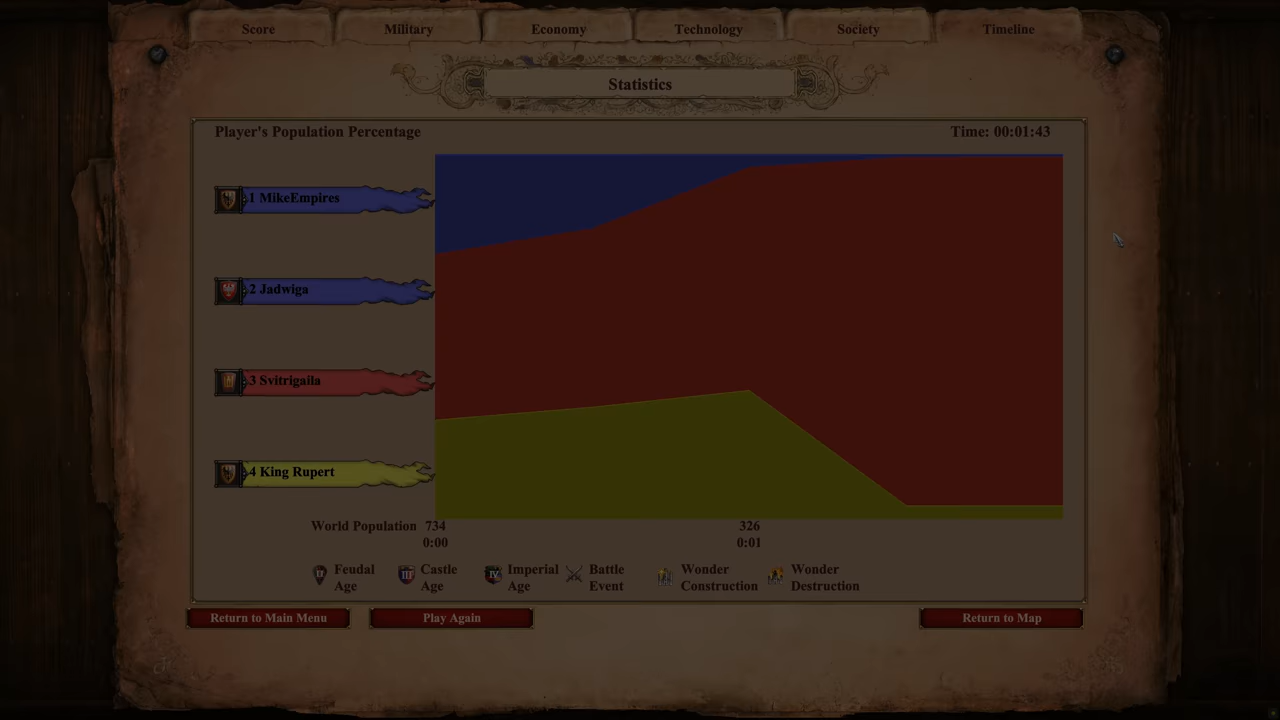 Score
Military
Economy
Technology
Society
Timeline
Statistics
Player's Population Percentage
Time: 00:01:43
1 MikeEmpires
2 Jadwiga
3 Svitrigaila
4 King Rupert
World Population 734 326
0:00 0:01
Feudal Age
Castle Age
Imperial Age
Battle Event
Wonder Construction
Wonder Destruction
Return to Main Menu
Play Again
Return to Map